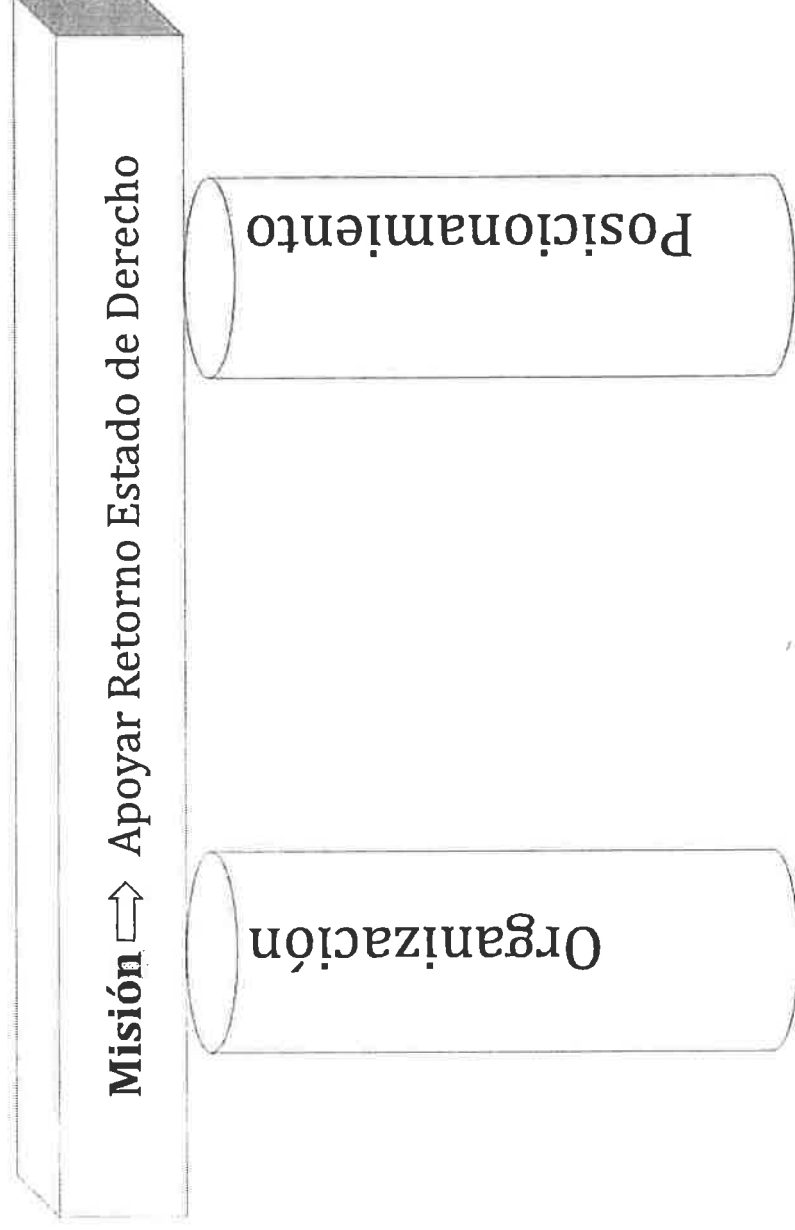 Misión ⇨ Apoyar Retorno Estado de Derecho
Organización
Posicionamiento